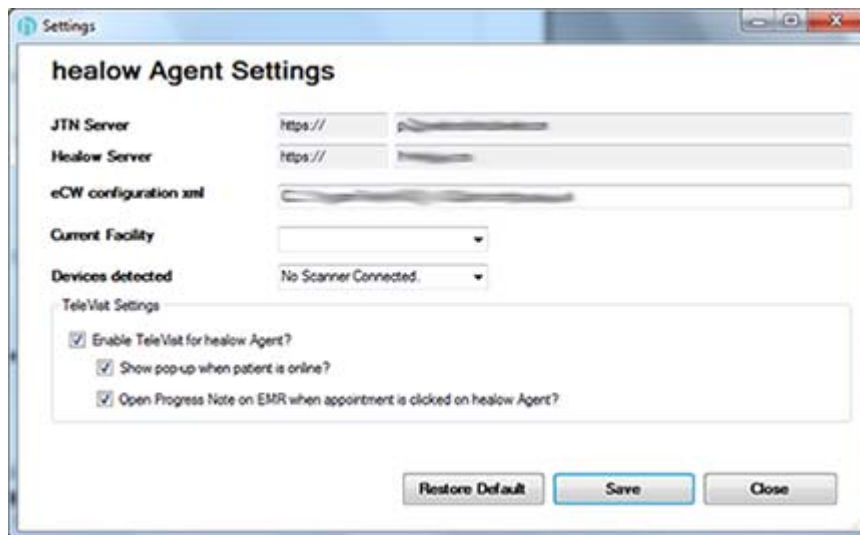 Settings
healow Agent Settings
JTN Server https://
Healow Server https://
eCW configuration xml
Current Facility
Devices detected No Scanner Connected.
TeleVisit Settings
Enable TeleVisit for healow Agent?
Show pop-up when patient is online?
Open Progress Note on EMR when appointment is clicked on healow Agent?
Restore Default Save Close